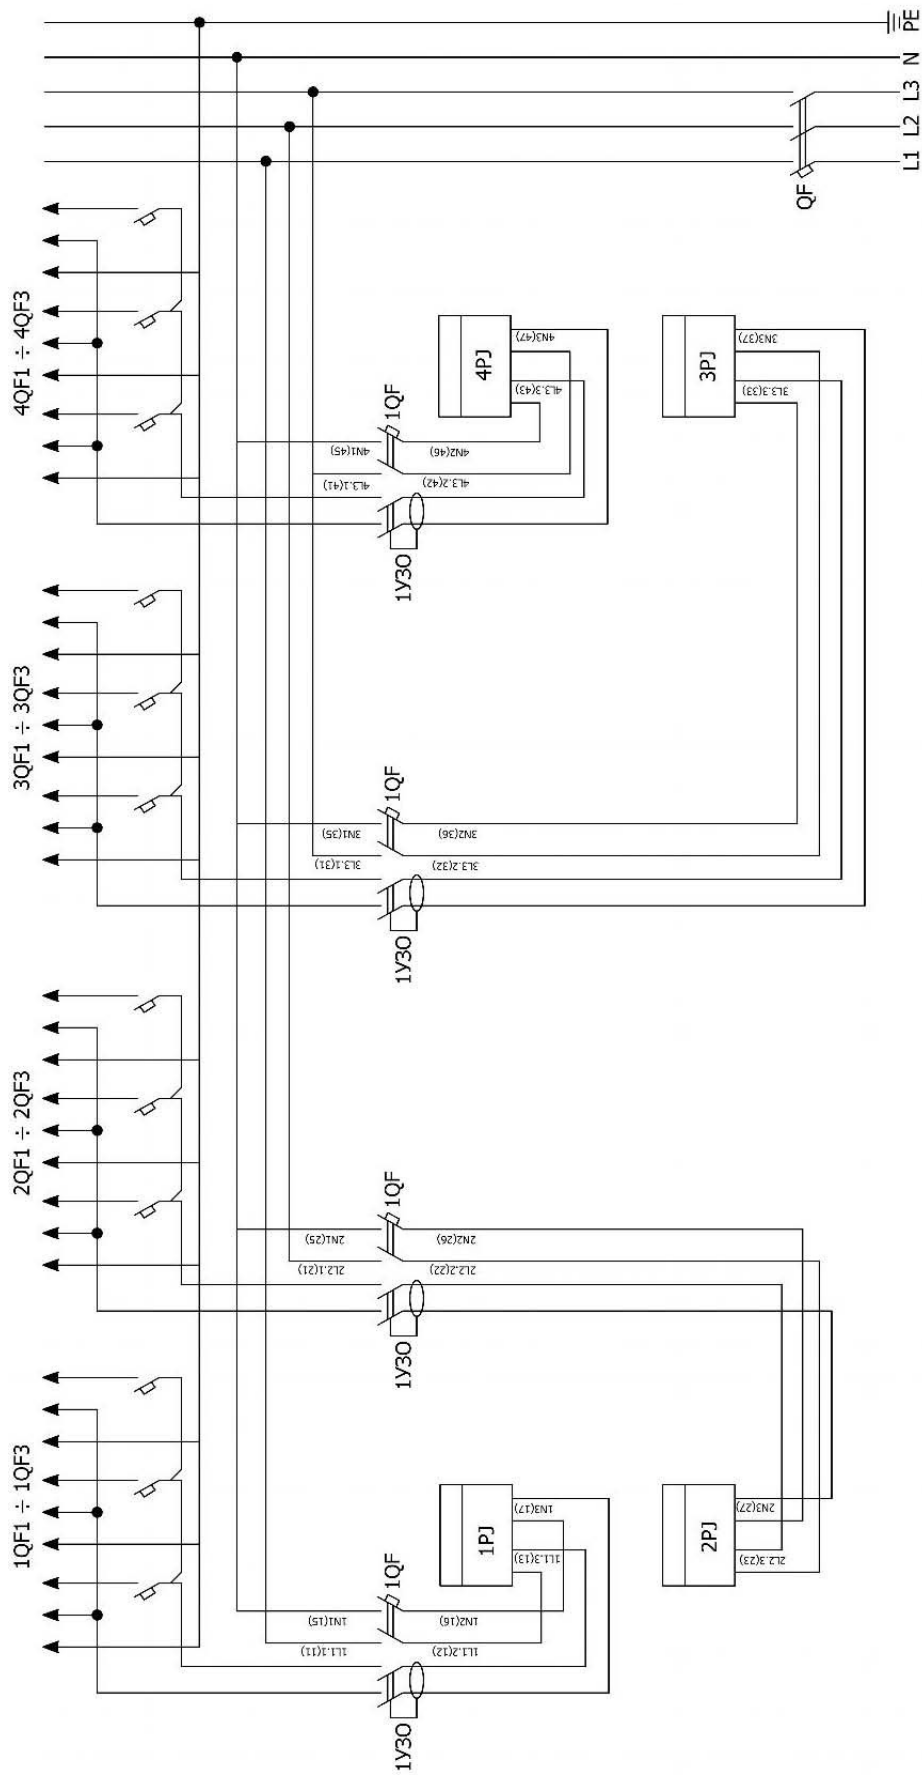 PE
N
L3
L2
L1
QF
4QF1 ÷ 4QF3
4PJ
4N3(47)
4L3.3(43)
3PJ
3N3(37)
3L3.3(33)
1QF
4N1(45)
4N2(46)
4L3.1(41)
4L3.2(42)
1УЗО
3QF1 ÷ 3QF3
1QF
3N1(35)
3N2(36)
3L3.1(31)
3L3.2(32)
1УЗО
2QF1 ÷ 2QF3
1QF
2N1(25)
2N2(26)
2L2.1(21)
2L2.2(22)
1УЗО
1QF1 ÷ 1QF3
1PJ
1N3(17)
1L1.3(13)
2PJ
2N3(27)
2L2.3(23)
1QF
1N1(15)
1N2(16)
1L1.1(11)
1L1.2(12)
1УЗО